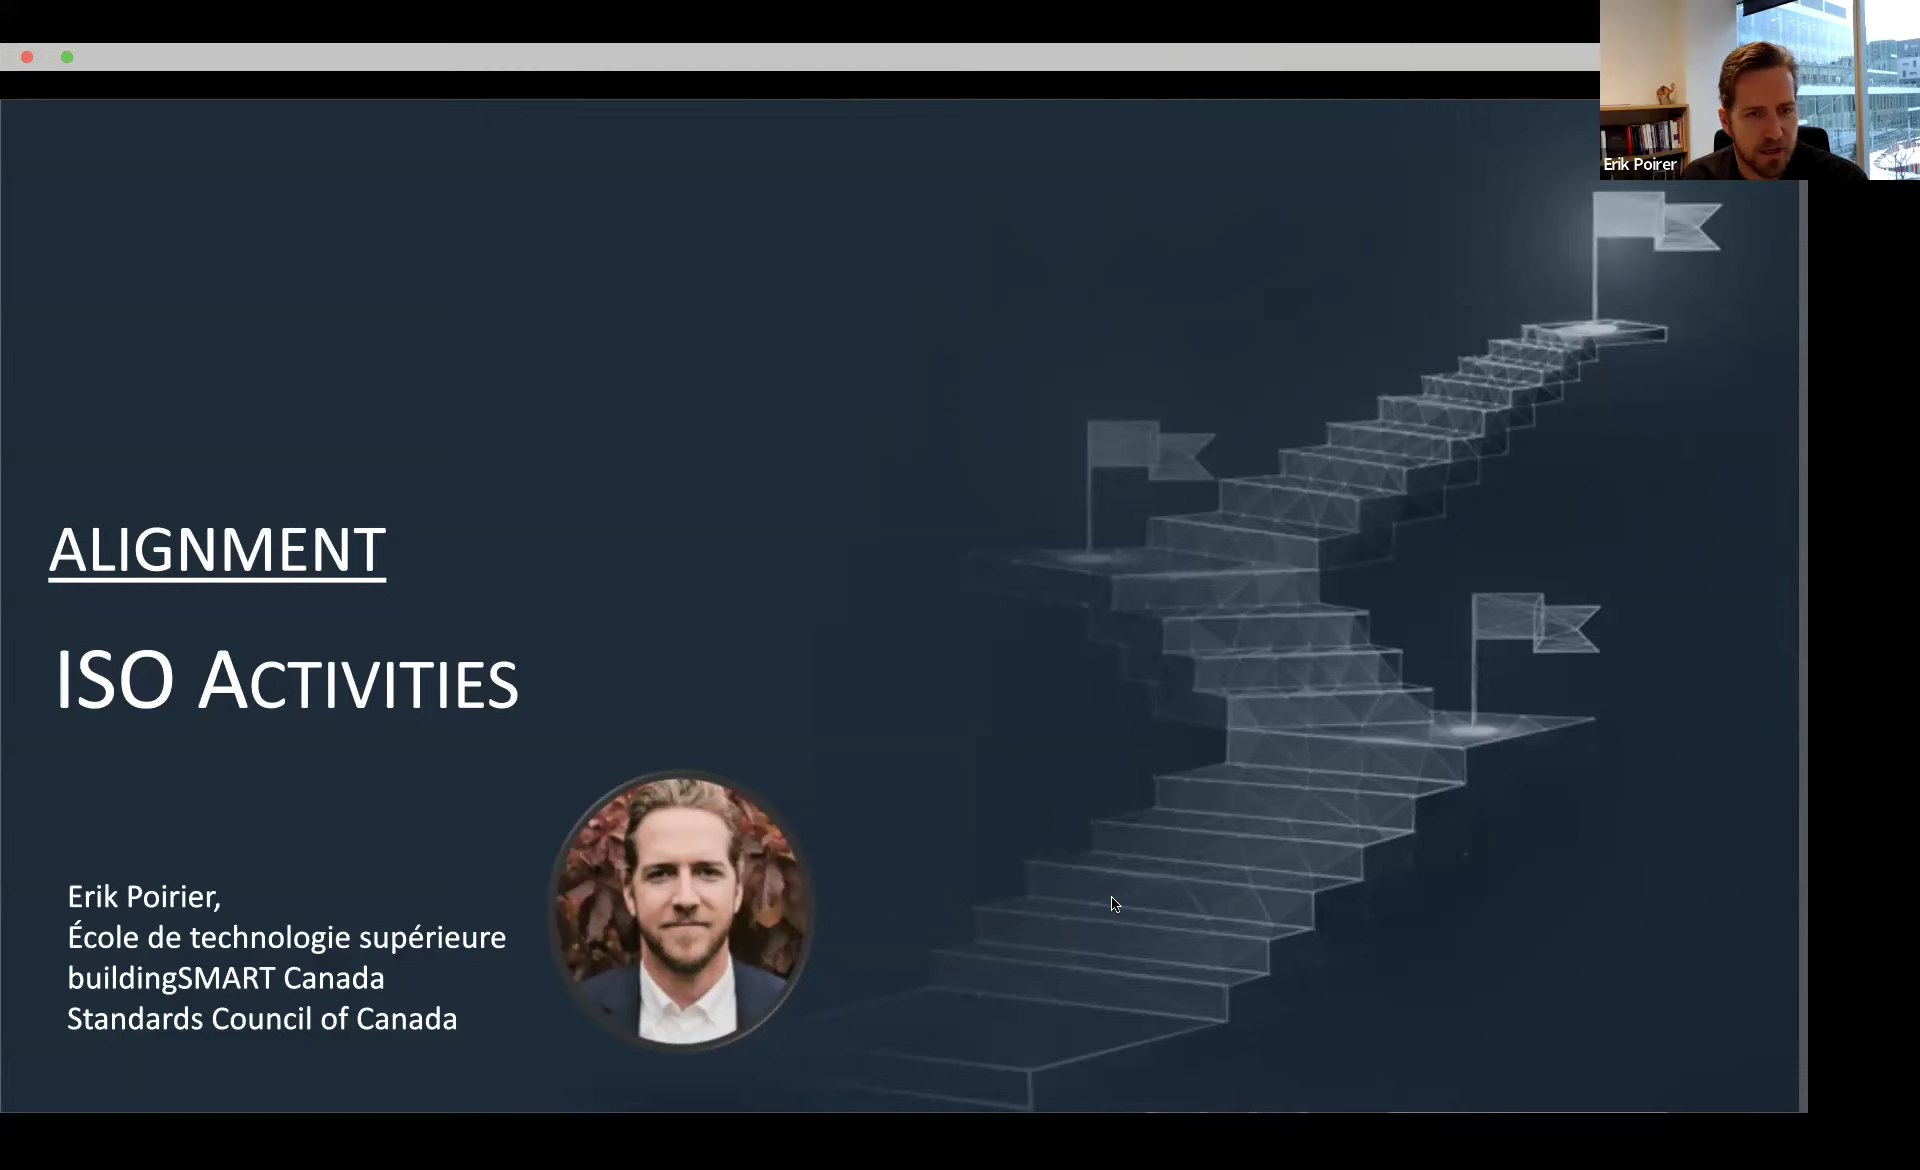 Erik Poirer
ALIGNMENT
ISO ACTIVITIES
Erik Poirier,
École de technologie supérieure
buildingSMART Canada
Standards Council of Canada